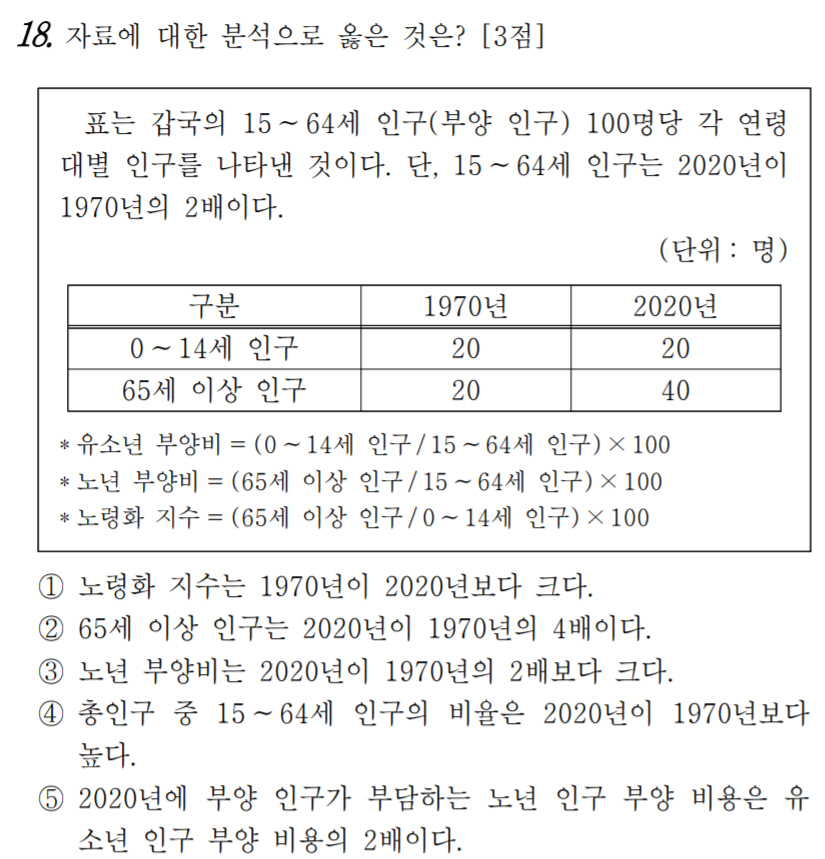 18. 자료에 대한 분석으로 옳은 것은? [3점]
표는 갑국의 15~64세 인구(부양 인구) 100명당 각 연령
대별 인구를 나타낸 것이다. 단, 15~64세 인구는 2020년이
1970년의 2배이다.
(단위: 명)
구분 1970년 2020년
0~14세 인구 20 20
65세 이상 인구 20 40
* 유소년 부양비 = (0~14세 인구/15~64세 인구)×100
* 노년 부양비 = (65세 이상 인구/15~64세 인구)×100
* 노령화 지수 = (65세 이상 인구/0~14세 인구)×100
① 노령화 지수는 1970년이 2020년보다 크다.
② 65세 이상 인구는 2020년이 1970년의 4배이다.
③ 노년 부양비는 2020년이 1970년의 2배보다 크다.
④ 총인구 중 15~64세 인구의 비율은 2020년이 1970년보다
높다.
⑤ 2020년에 부양 인구가 부담하는 노년 인구 부양 비용은 유
소년 인구 부양 비용의 2배이다.